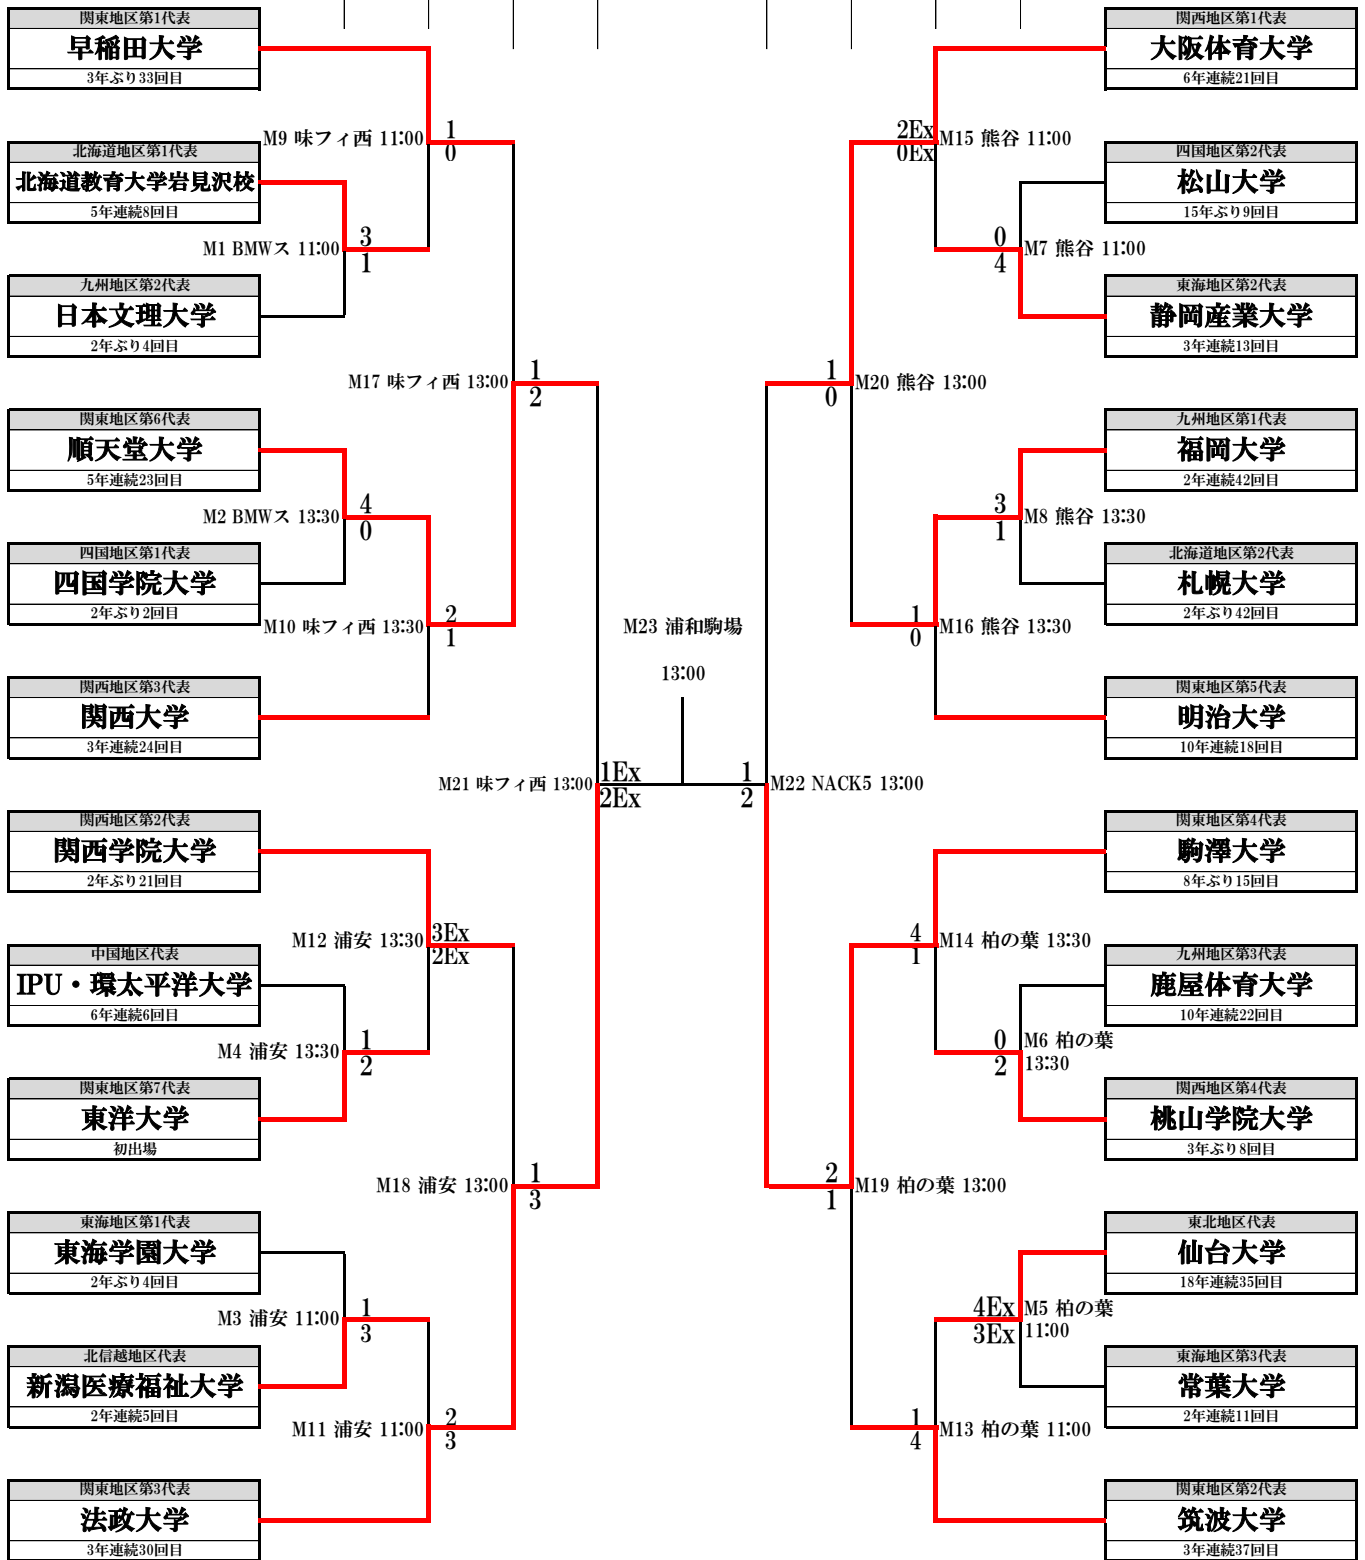 関東地区第1代表
早稲田大学
3年ぶり33回目
M9 味フィ西 11:00
1
0
北海道地区第1代表
北海道教育大学岩見沢校
5年連続8回目
M1 BMWス 11:00
3
1
九州地区第2代表
日本文理大学
2年ぶり4回目
M17 味フィ西 13:00
1
2
関東地区第6代表
順天堂大学
5年連続23回目
M2 BMWス 13:30
4
0
四国地区第1代表
四国学院大学
2年ぶり2回目
M10 味フィ西 13:30
2
1
関西地区第3代表
関西大学
3年連続24回目
M21 味フィ西 13:00
1Ex
2Ex
関西地区第2代表
関西学院大学
2年ぶり21回目
M12 浦安 13:30
3Ex
2Ex
中国地区代表
IPU・環太平洋大学
6年連続6回目
M4 浦安 13:30
1
2
関東地区第7代表
東洋大学
初出場
M18 浦安 13:00
1
3
東海地区第1代表
東海学園大学
2年ぶり4回目
M3 浦安 11:00
1
3
北信越地区代表
新潟医療福祉大学
2年連続5回目
M11 浦安 11:00
2
3
関東地区第3代表
法政大学
3年連続30回目
M23 浦和駒場
13:00
関西地区第1代表
大阪体育大学
6年連続21回目
2Ex
0Ex
M15 熊谷 11:00
四国地区第2代表
松山大学
15年ぶり9回目
0
4
M7 熊谷 11:00
東海地区第2代表
静岡産業大学
3年連続13回目
1
0
M20 熊谷 13:00
九州地区第1代表
福岡大学
2年連続42回目
3
1
M8 熊谷 13:30
北海道地区第2代表
札幌大学
2年ぶり42回目
1
0
M16 熊谷 13:30
関東地区第5代表
明治大学
10年連続18回目
1
2
M22 NACK5 13:00
関東地区第4代表
駒澤大学
8年ぶり15回目
4
1
M14 柏の葉 13:30
九州地区第3代表
鹿屋体育大学
10年連続22回目
0
2
M6 柏の葉
13:30
関西地区第4代表
桃山学院大学
3年ぶり8回目
2
1
M19 柏の葉 13:00
東北地区代表
仙台大学
18年連続35回目
4Ex
3Ex
M5 柏の葉
11:00
東海地区第3代表
常葉大学
2年連続11回目
1
4
M13 柏の葉 11:00
関東地区第2代表
筑波大学
3年連続37回目